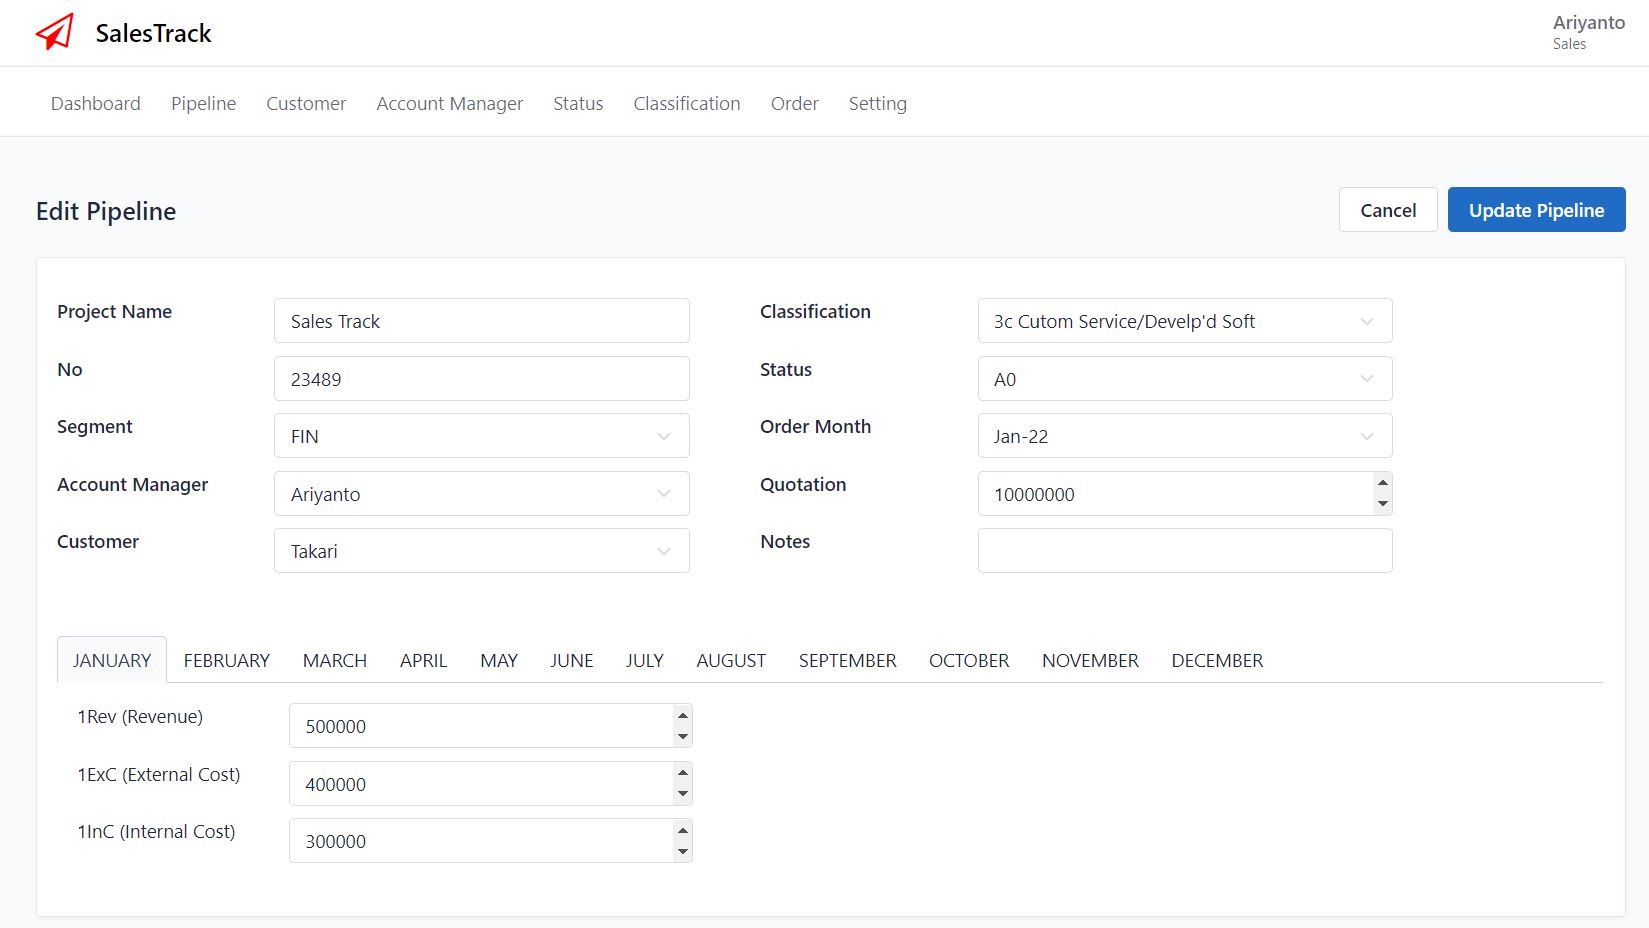 SalesTrack
Ariyanto
Sales
Dashboard Pipeline Customer Account Manager Status Classification Order Setting
Edit Pipeline
Cancel Update Pipeline
Project Name Sales Track
Classification 3c Cutom Service/Develp'd Soft
No 23489
Status A0
Segment FIN
Order Month Jan-22
Account Manager Ariyanto
Quotation 10000000
Customer Takari
Notes
JANUARY FEBRUARY MARCH APRIL MAY JUNE JULY AUGUST SEPTEMBER OCTOBER NOVEMBER DECEMBER
1Rev (Revenue) 500000
1ExC (External Cost) 400000
1InC (Internal Cost) 300000